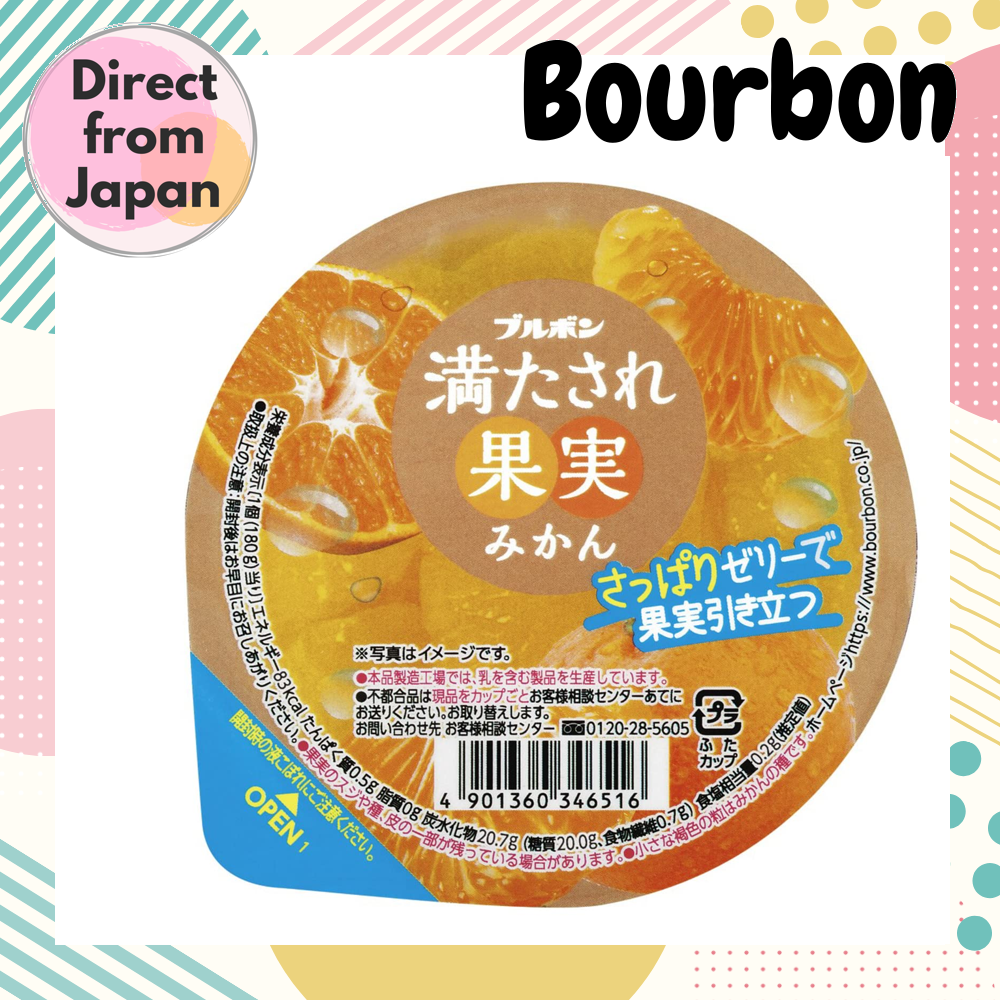 Direct
from
Japan
Bourbon
ブルボン
満たされ
果実
みかん
さっぱりゼリーで
果実引き立つ
※写真はイメージです。
●本品製造工場では、乳を含む製品を生産しています。
●不都合品は現品をカップごとお客様相談センターあてに
お送りください。お取り替えします。
お問い合わせ先 お客様相談センター 0120-28-5605
プラ
ふた
カップ
4 901360 346516
栄養成分表示(1個(180g)当り)エネルギー83kcal たんぱく質0.5g 脂質0g 炭水化物20.7g (糖質20.0g、食物繊維0.7g) 食塩相当量0.2g(推定値)
●取扱上の注意:開封後はお早目にお召しあがりください。●果実のスジや種、皮の一部が残っている場合があります。●小さな褐色の粒はみかんの種です。ホームページhttps://www.bourbon.co.jp/
開封時の液こぼれにご注意ください。
OPEN 1